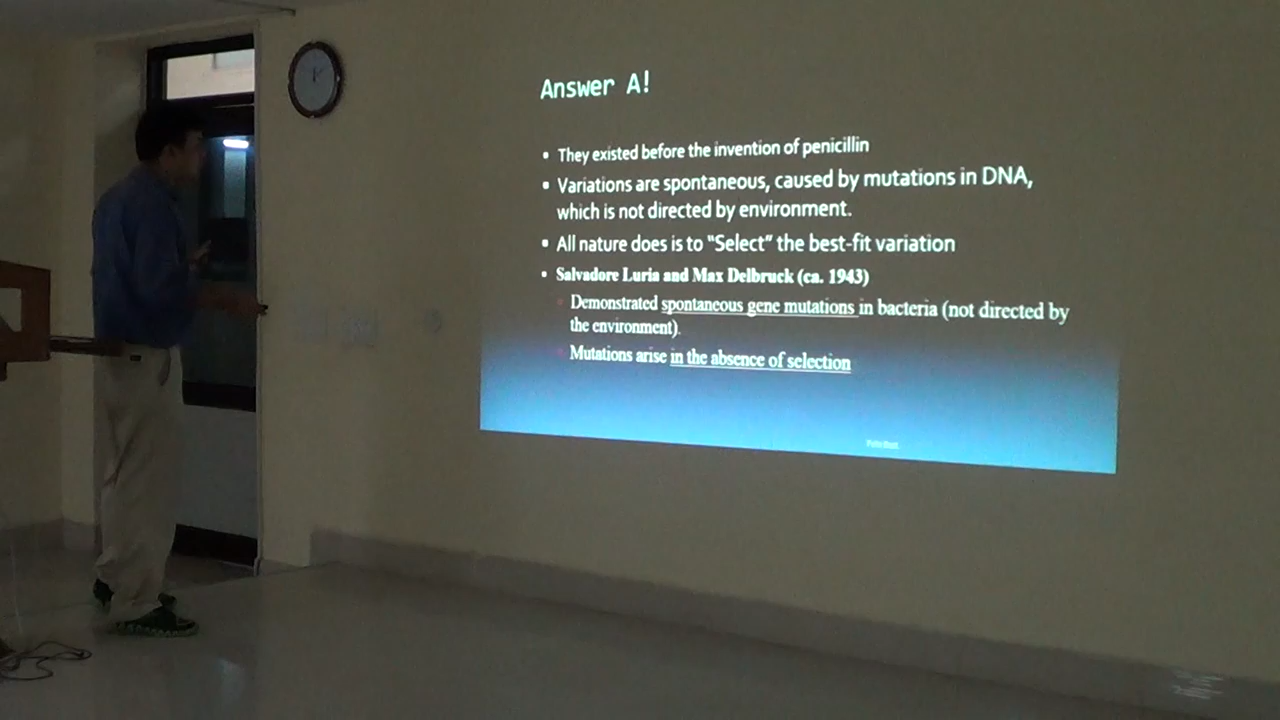 Answer A!
• They existed before the invention of penicillin
• Variations are spontaneous, caused by mutations in DNA,
which is not directed by environment.
• All nature does is to “Select” the best-fit variation
• Salvadore Luria and Max Delbruck (ca. 1943)
Demonstrated spontaneous gene mutations in bacteria (not directed by
the environment).
Mutations arise in the absence of selection